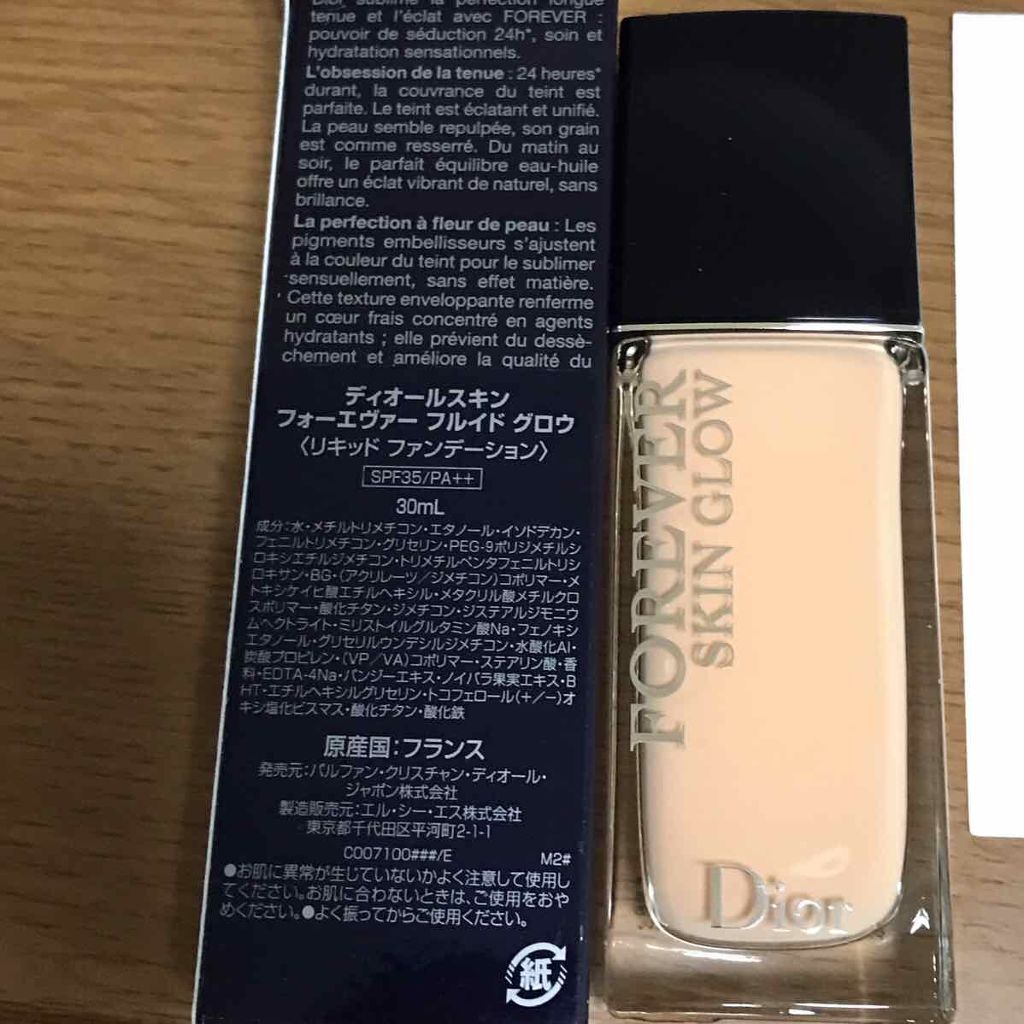 Dior sublime la perfection longue
tenue et l'éclat avec FOREVER :
pouvoir de séduction 24h*, soin et
hydratation sensationnels.
L'obsession de la tenue : 24 heures*
durant, la couvrance du teint est
parfaite. Le teint est éclatant et unifié.
La peau semble repulpée, son grain
est comme resserré. Du matin au
soir, le parfait équilibre eau-huile
offre un éclat vibrant de naturel, sans
brillance.
La perfection à fleur de peau : Les
pigments embellisseurs s'ajustent
à la couleur du teint pour le sublimer
sensuellement, sans effet matière.
Cette texture enveloppante renferme
un cœur frais concentré en agents
hydratants ; elle prévient du dessè-
chement et améliore la qualité du
ディオールスキン
フォーエヴァー フルイド グロウ
〈リキッド ファンデーション〉
SPF35/PA++
30mL
成分:水・メチルトリメチコン・エタノール・イソドデカン・
フェニルトリメチコン・グリセリン・PEG-9ポリジメチルシ
ロキシエチルジメチコン・トリメチルペンタフェニルトリシ
ロキサン・BG・(アクリレーツ/ジメチコン)コポリマー・メ
トキシケイヒ酸エチルヘキシル・メタクリル酸メチルクロ
スポリマー・酸化チタン・ジメチコン・ジステアルジモニウ
ムヘクトライト・ミリストイルグルタミン酸Na・フェノキシ
エタノール・グリセリルウンデシルジメチコン・水酸化Al・
炭酸プロピレン・(VP/VA)コポリマー・ステアリン酸・香
料・EDTA-4Na・パンジーエキス・ノイバラ果実エキス・B
HT・エチルヘキシルグリセリン・トコフェロール(+/-)オ
キシ塩化ビスマス・酸化チタン・酸化鉄
原産国:フランス
発売元:パルファン・クリスチャン・ディオール・
ジャポン株式会社
製造販売元:エル・シー・エス株式会社
東京都千代田区平河町2-1-1
C007100###/E M2#
●お肌に異常が生じていないかよく注意して使用し
てください。お肌に合わないときは、ご使用をおや
めください。●よく振ってからご使用ください。
紙
FOREVER
SKIN GLOW
Dior